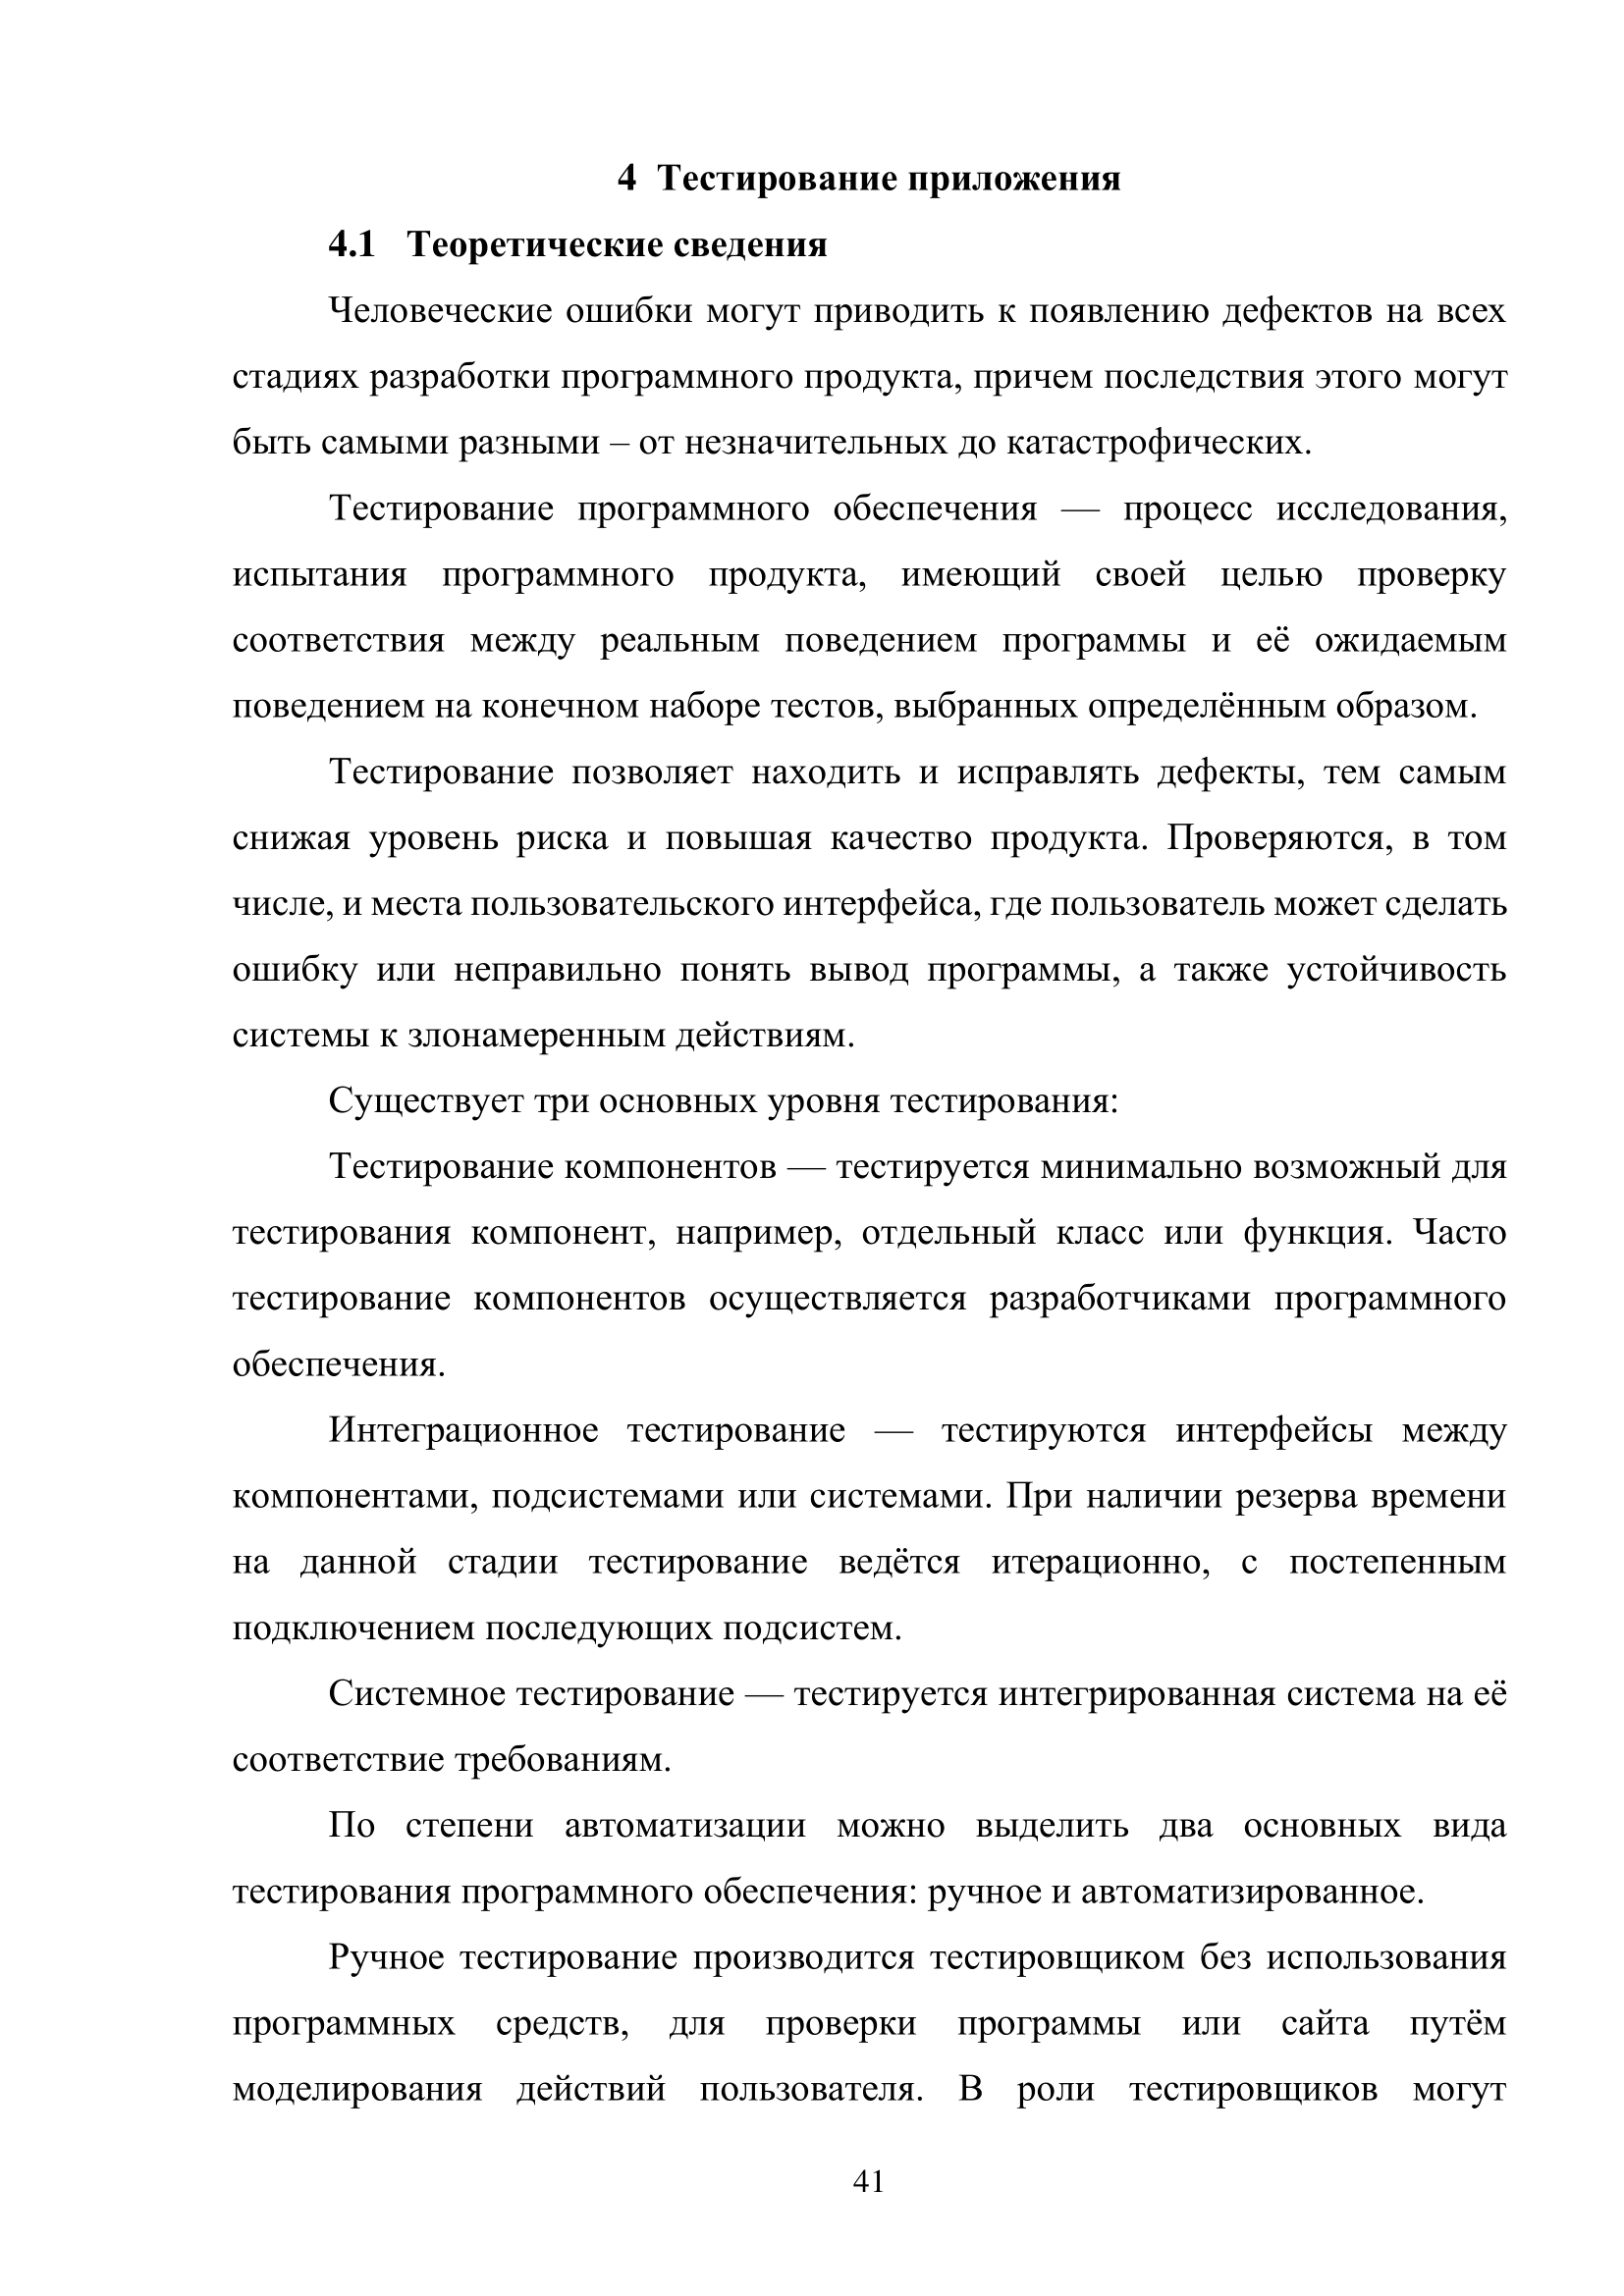 4 Тестирование приложения
4.1 Теоретические сведения
Человеческие ошибки могут приводить к появлению дефектов на всех
стадиях разработки программного продукта, причем последствия этого могут
быть самыми разными – от незначительных до катастрофических.
Тестирование программного обеспечения — процесс исследования,
испытания программного продукта, имеющий своей целью проверку
соответствия между реальным поведением программы и её ожидаемым
поведением на конечном наборе тестов, выбранных определённым образом.
Тестирование позволяет находить и исправлять дефекты, тем самым
снижая уровень риска и повышая качество продукта. Проверяются, в том
числе, и места пользовательского интерфейса, где пользователь может сделать
ошибку или неправильно понять вывод программы, а также устойчивость
системы к злонамеренным действиям.
Существует три основных уровня тестирования:
Тестирование компонентов — тестируется минимально возможный для
тестирования компонент, например, отдельный класс или функция. Часто
тестирование компонентов осуществляется разработчиками программного
обеспечения.
Интеграционное тестирование — тестируются интерфейсы между
компонентами, подсистемами или системами. При наличии резерва времени
на данной стадии тестирование ведётся итерационно, с постепенным
подключением последующих подсистем.
Системное тестирование — тестируется интегрированная система на её
соответствие требованиям.
По степени автоматизации можно выделить два основных вида
тестирования программного обеспечения: ручное и автоматизированное.
Ручное тестирование производится тестировщиком без использования
программных средств, для проверки программы или сайта путём
моделирования действий пользователя. В роли тестировщиков могут
41